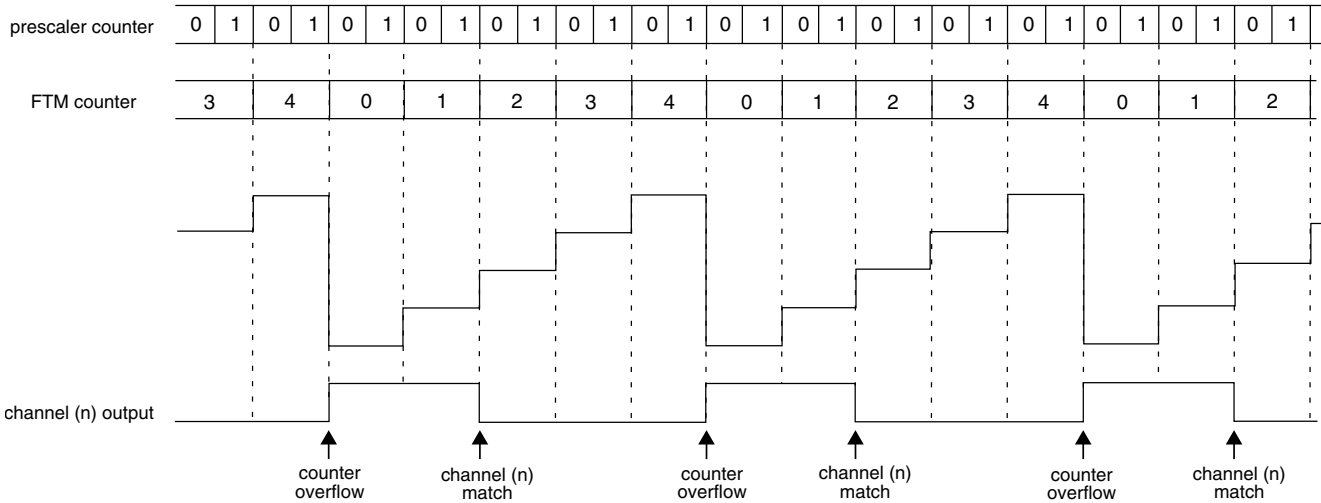 prescaler counter 0 1 0 1 0 1 0 1 0 1 0 1 0 1 0 1 0 1 0 1 0 1 0 1 0 1 0 1 0 1
FTM counter 3 4 0 1 2 3 4 0 1 2 3 4 0 1 2
channel (n) output
counter overflow
channel (n) match
counter overflow
channel (n) match
counter overflow
channel (n) match